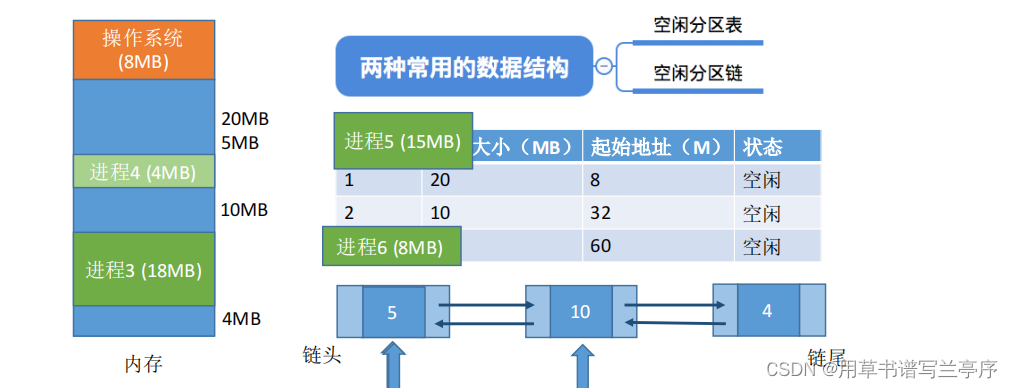 操作系统
(8MB)
20MB
5MB
进程4 (4MB)
10MB
进程3 (18MB)
4MB
内存
两种常用的数据结构
空闲分区表
空闲分区链
进程5 (15MB)
大小（MB） 起始地址（M） 状态
1 20 8 空闲
2 10 32 空闲
进程6 (8MB) 60 空闲
5 10 4
链头 链尾
CSDN @用草书谱写兰亭序